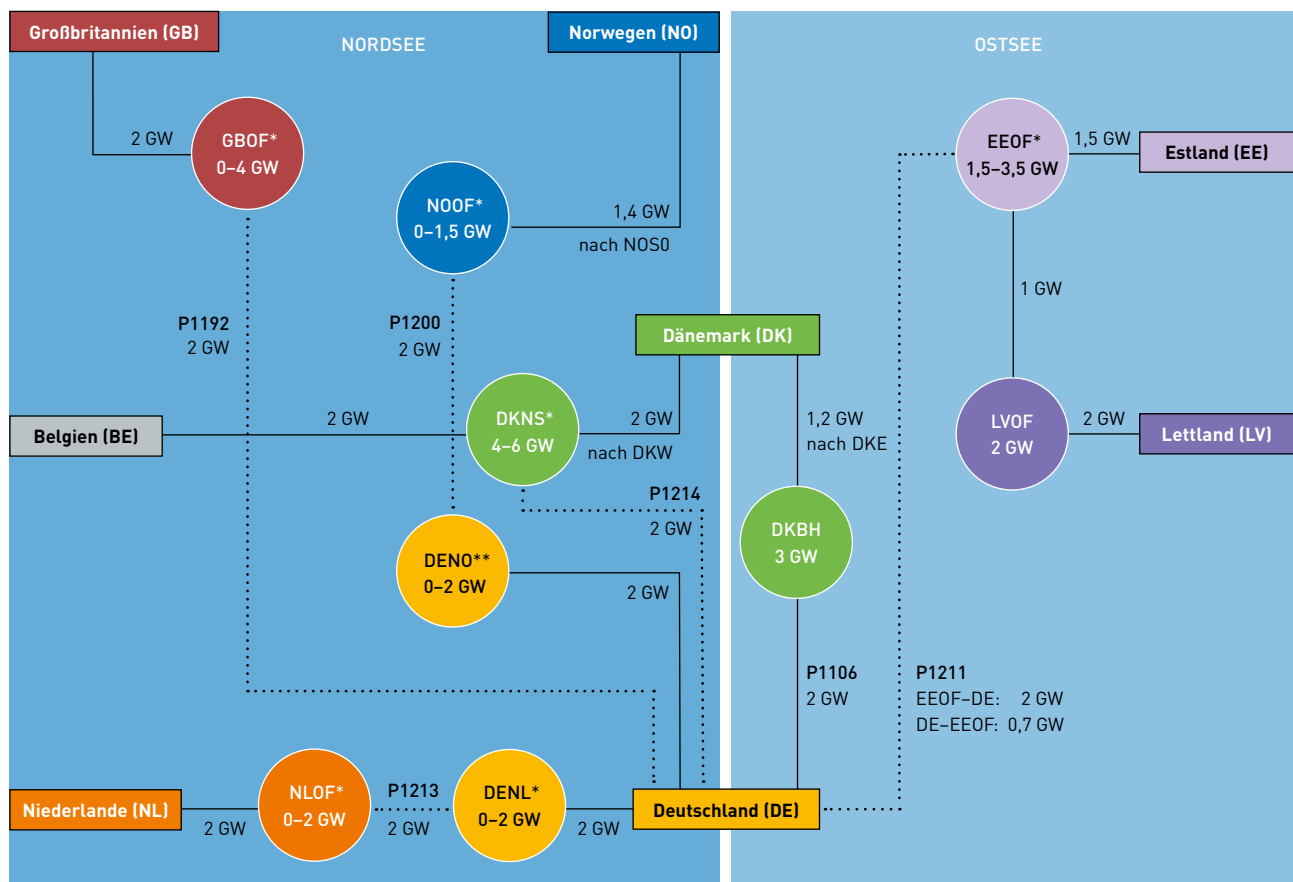 Großbritannien (GB)
NORDSEE
Norwegen (NO)
OSTSEE
2 GW
GBOF*
0–4 GW
NOOF*
0–1,5 GW
1,4 GW
nach NOS0
EEOF*
1,5–3,5 GW
1,5 GW
Estland (EE)
1 GW
P1192
2 GW
P1200
2 GW
Dänemark (DK)
Belgien (BE)
2 GW
DKNS*
4–6 GW
2 GW
nach DKW
1,2 GW
nach DKE
LVOF
2 GW
2 GW
Lettland (LV)
P1214
2 GW
DENO**
0–2 GW
2 GW
DKBH
3 GW
P1106
2 GW
P1211
EEOF–DE: 2 GW
DE–EEOF: 0,7 GW
Niederlande (NL)
2 GW
NLOF*
0–2 GW
P1213
2 GW
DENL*
0–2 GW
2 GW
Deutschland (DE)